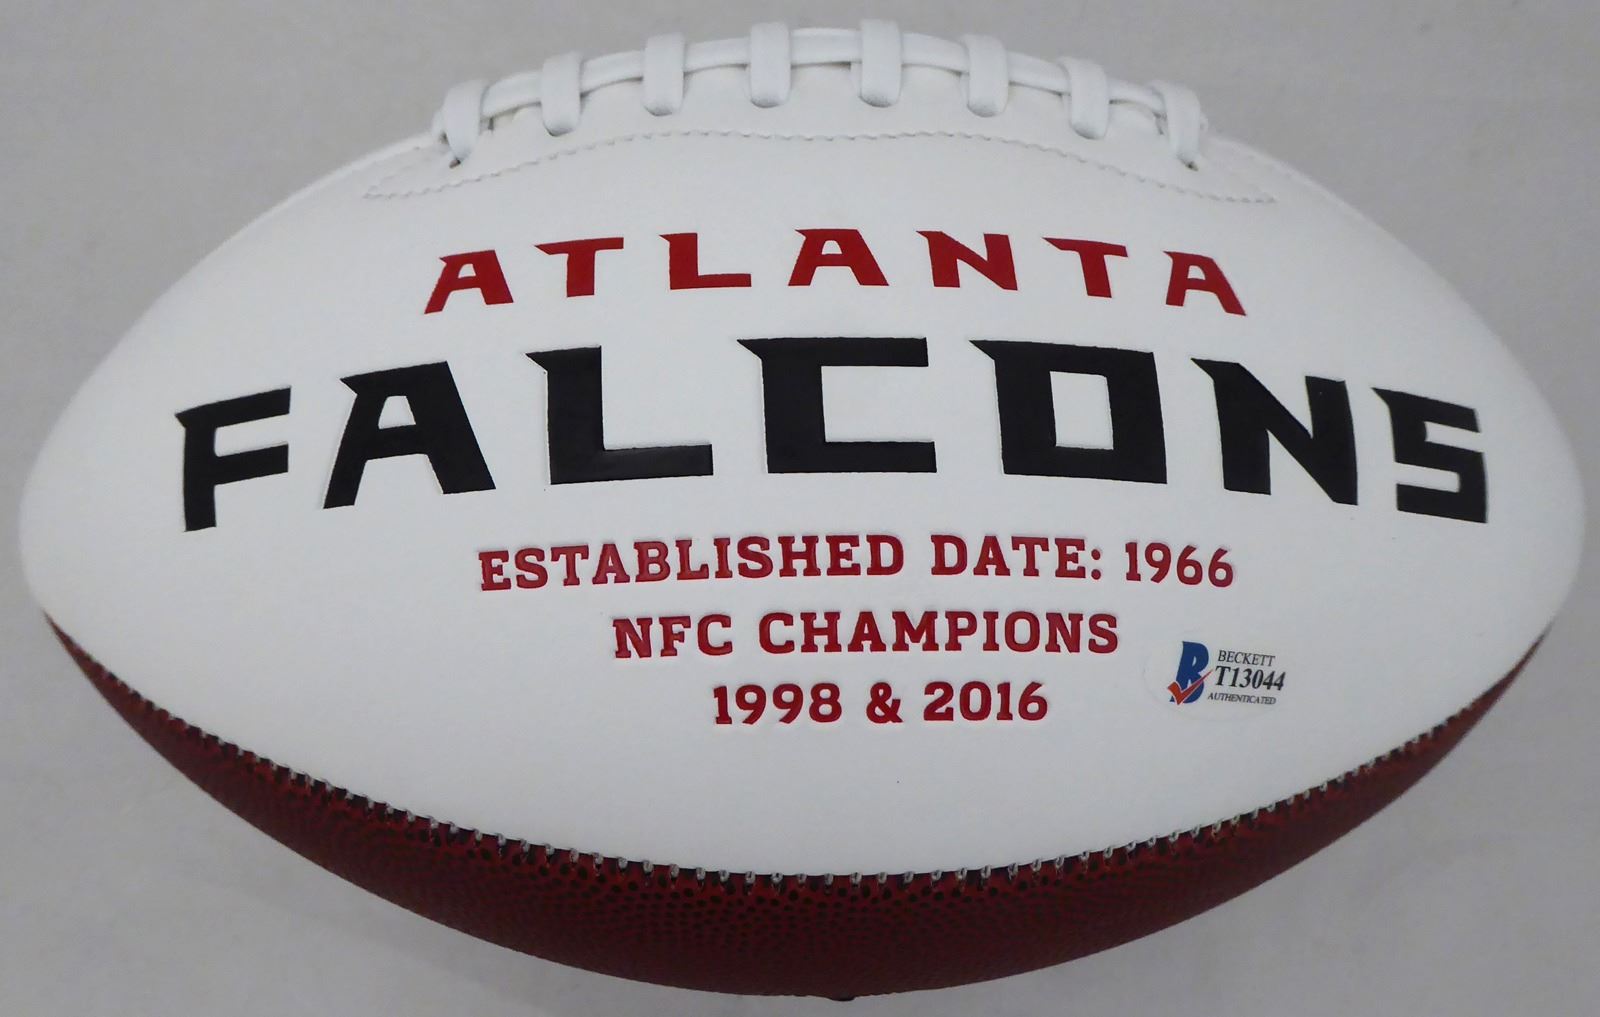 ATLANTA
FALCONS
ESTABLISHED DATE: 1966
NFC CHAMPIONS
1998 & 2016
B
BECKETT
T13044
AUTHENTICATED